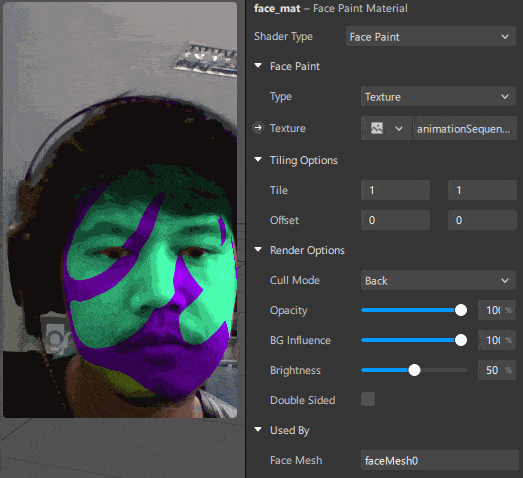 face_mat – Face Paint Material
Shader Type Face Paint
Face Paint
Type Texture
Texture animationSequen...
Tiling Options
Tile 1 1
Offset 0 0
Render Options
Cull Mode Back
Opacity 100 %
BG Influence 100 %
Brightness 50 %
Double Sided
Used By
Face Mesh faceMesh0